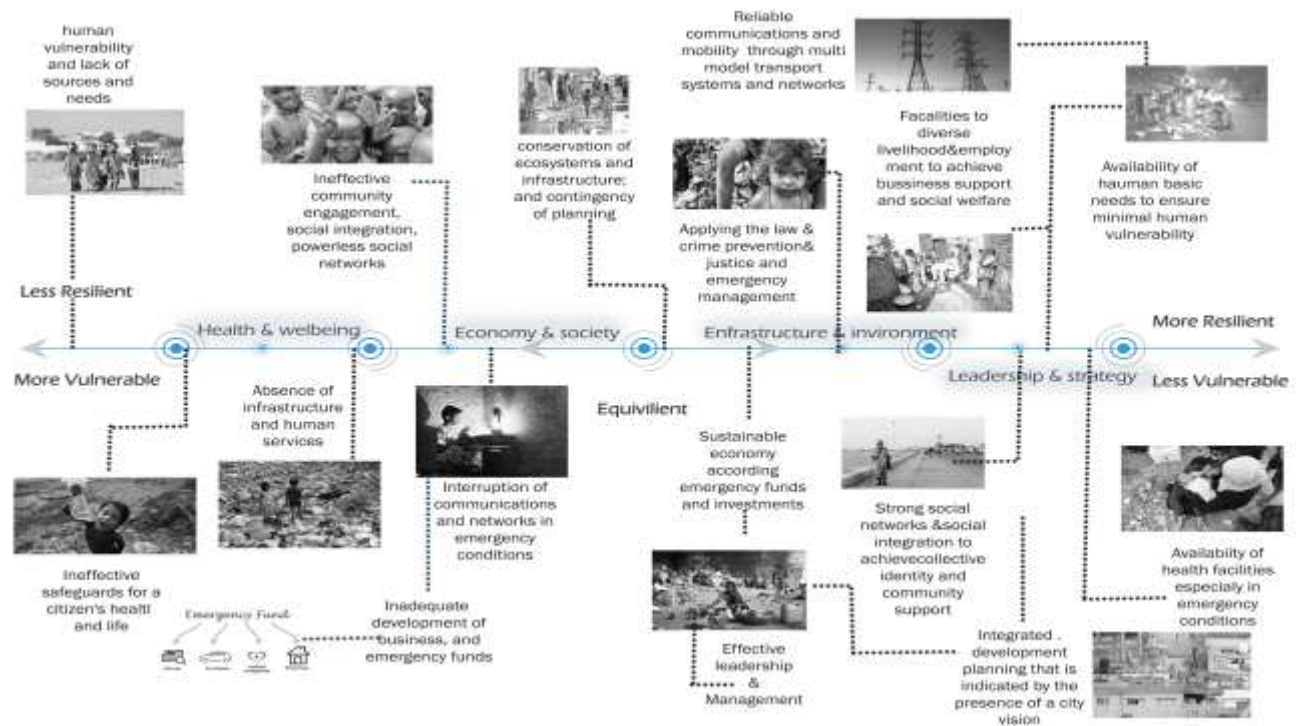 human
vulnerability
and lack of
sources and
needs
Ineffective
community
engagement,
social integration,
powerless social
networks
conservation of
ecosystems and
infrastructure;
and contingency
of planning
Reliable
communications and
mobility through multi
model transport
systems and networks
Applying the law &
crime prevention&
justice and
emergency
management
Facalities to
diverse
livelihood&employ
ment to achieve
bussiness support
and social welfare
Availability of
hauman basic
needs to ensure
minimal human
vulnerability
Less Resilient
Health & wellbeing
Economy & society
Enfrastructure & invironment
More Resilient
More Vulnerable
Leadership & strategy
Less Vulnerable
Equivilient
Absence of
infrastructure
and human
services
Interruption of
communications
and networks in
emergency
conditions
Sustainable
economy
according
emergency funds
and investments
Strong social
networks &social
integration to
achievecollective
identity and
community
support
Availabiity of
health facilities
especialy in
emergency
conditions
Ineffective
safeguards for a
citizen's healtl
and life
Emergency Fund
Inadequate
development of
business, and
emergency funds
Effective
leadership
&
Management
Integrated .
development
planning that is
indicated by the
presence of a city
vision